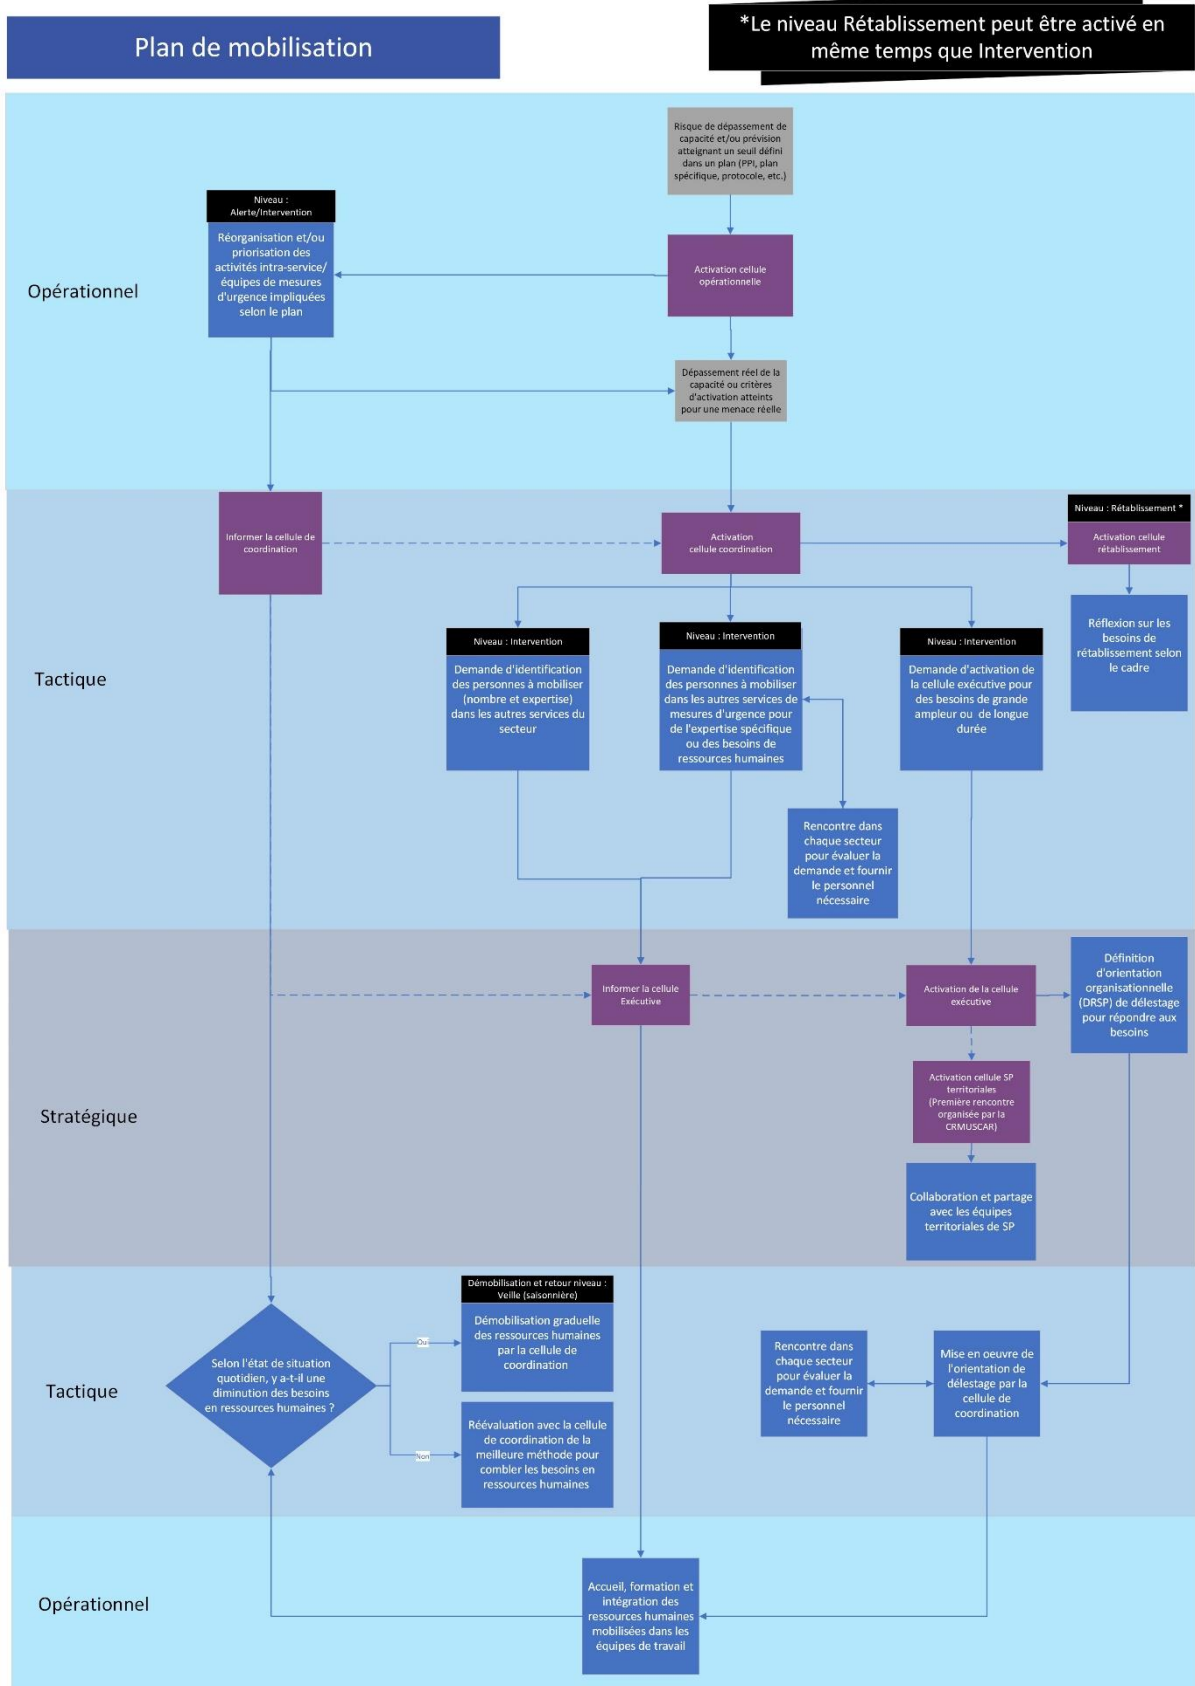 Plan de mobilisation
*Le niveau Rétablissement peut être activé en
même temps que Intervention
Opérationnel
Risque de dépassement de
capacité et/ou prévision
atteignant un seuil défini
dans un plan (PPI, plan
spécifique, protocole, etc.)
Niveau :
Alerte/Intervention
Réorganisation et/ou
priorisation des
activités intra-service/
équipes de mesures
d'urgence impliquées
selon le plan
Activation cellule
opérationnelle
Dépassement réel de la
capacité ou critères
d'activation atteints
pour une menace réelle
Tactique
Informer la cellule de
coordination
Activation
cellule coordination
Niveau : Rétablissement *
Activation cellule
rétablissement
Réflexion sur les
besoins de
rétablissement selon
le cadre
Niveau : Intervention
Demande d'identification
des personnes à mobiliser
(nombre et expertise)
dans les autres services du
secteur
Niveau : Intervention
Demande d'identification
des personnes à mobiliser
dans les autres services de
mesures d'urgence pour
de l'expertise spécifique
ou des besoins de
ressources humaines
Niveau : Intervention
Demande d'activation de
la cellule exécutive pour
des besoins de grande
ampleur ou de longue
durée
Rencontre dans
chaque secteur
pour évaluer la
demande et fournir
le personnel
nécessaire
Stratégique
Informer la cellule
Exécutive
Activation de la cellule
exécutive
Définition
d'orientation
organisationnelle
(DRSP) de délestage
pour répondre aux
besoins
Activation cellule SP
territoriales
(Première rencontre
organisée par la
CRMUSCAR)
Collaboration et partage
avec les équipes
territoriales de SP
Tactique
Selon l'état de situation
quotidien, y a-t-il une
diminution des besoins
en ressources humaines ?
Oui
Démobilisation et retour niveau :
Veille (saisonnière)
Démobilisation graduelle
des ressources humaines
par la cellule de
coordination
Non
Réévaluation avec la cellule
de coordination de la
meilleure méthode pour
combler les besoins en
ressources humaines
Rencontre dans
chaque secteur
pour évaluer la
demande et fournir
le personnel
nécessaire
Mise en oeuvre de
l'orientation de
délestage par la
cellule de
coordination
Opérationnel
Accueil, formation et
intégration des
ressources humaines
mobilisées dans les
équipes de travail